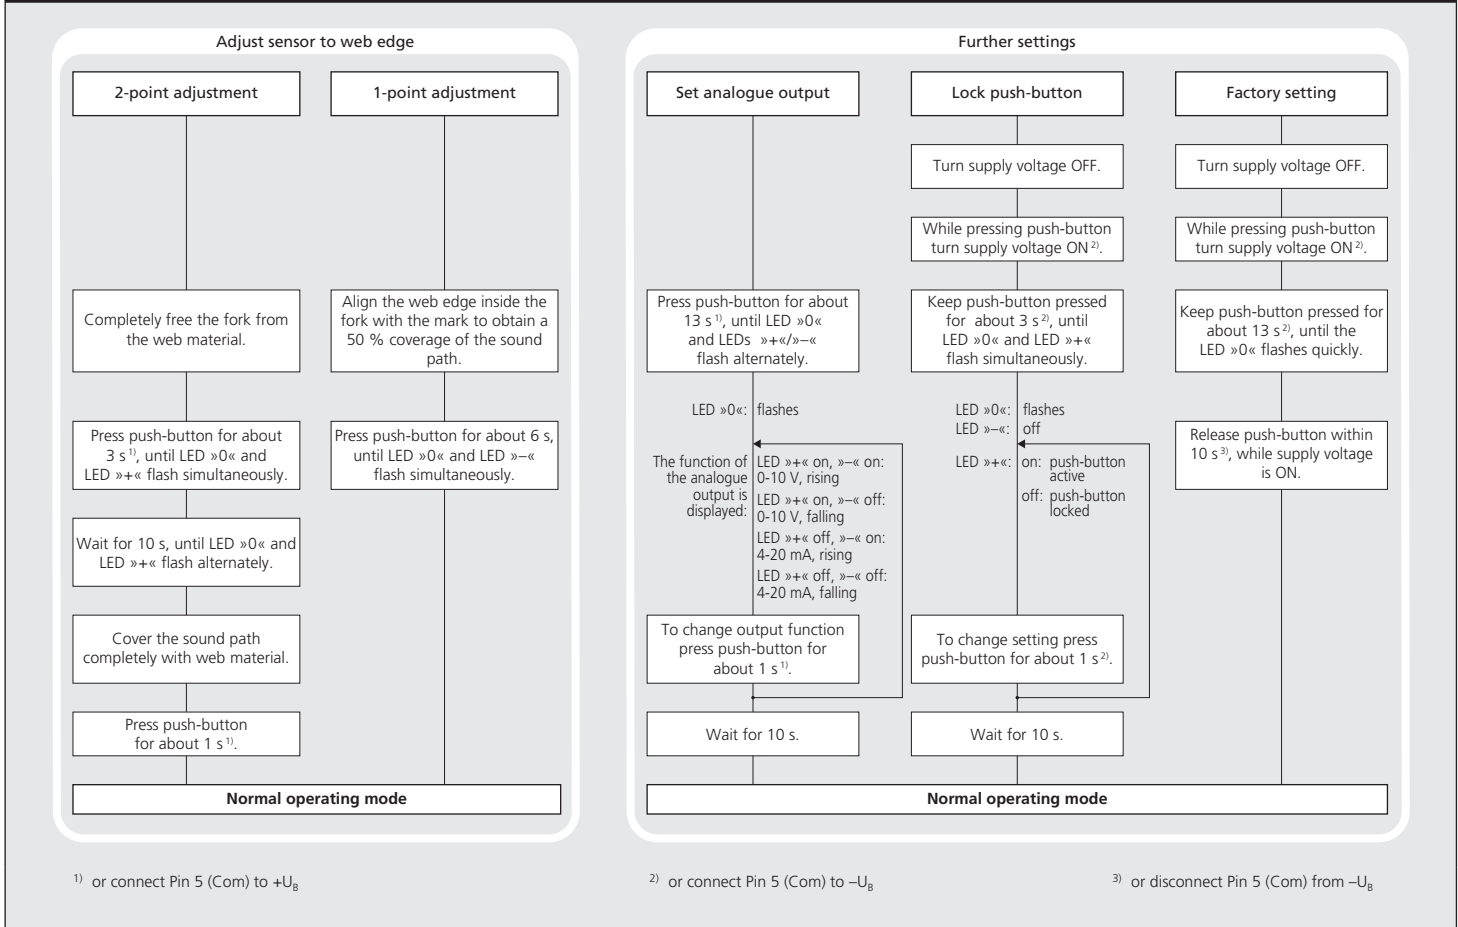 Adjust sensor to web edge
2-point adjustment
Completely free the fork from
the web material.
Press push-button for about
3 s 1), until LED »0« and
LED »+« flash simultaneously.
Wait for 10 s, until LED »0« and
LED »+« flash alternately.
Cover the sound path
completely with web material.
Press push-button
for about 1 s 1).
1-point adjustment
Align the web edge inside the
fork with the mark to obtain a
50 % coverage of the sound
path.
Press push-button for about 6 s,
until LED »0« and LED »–«
flash simultaneously.
Normal operating mode
Further settings
Set analogue output
Press push-button for about
13 s 1), until LED »0«
and LEDs »+«/»–«
flash alternately.
LED »0«: flashes
The function of
the analogue
output is
displayed:
LED »+« on, »–« on:
0-10 V, rising
LED »+« on, »–« off:
0-10 V, falling
LED »+« off, »–« on:
4-20 mA, rising
LED »+« off, »–« off:
4-20 mA, falling
To change output function
press push-button for
about 1 s 1).
Wait for 10 s.
Lock push-button
Turn supply voltage OFF.
While pressing push-button
turn supply voltage ON 2).
Keep push-button pressed
for about 3 s 2), until
LED »0« and LED »+«
flash simultaneously.
LED »0«: flashes
LED »–«: off
LED »+«: on: push-button
active
off: push-button
locked
To change setting press
push-button for about 1 s 2).
Wait for 10 s.
Factory setting
Turn supply voltage OFF.
While pressing push-button
turn supply voltage ON 2).
Keep push-button pressed for
about 13 s 2), until the
LED »0« flashes quickly.
Release push-button within
10 s 3), while supply voltage
is ON.
Normal operating mode
1) or connect Pin 5 (Com) to +UB
2) or connect Pin 5 (Com) to –UB
3) or disconnect Pin 5 (Com) from –UB